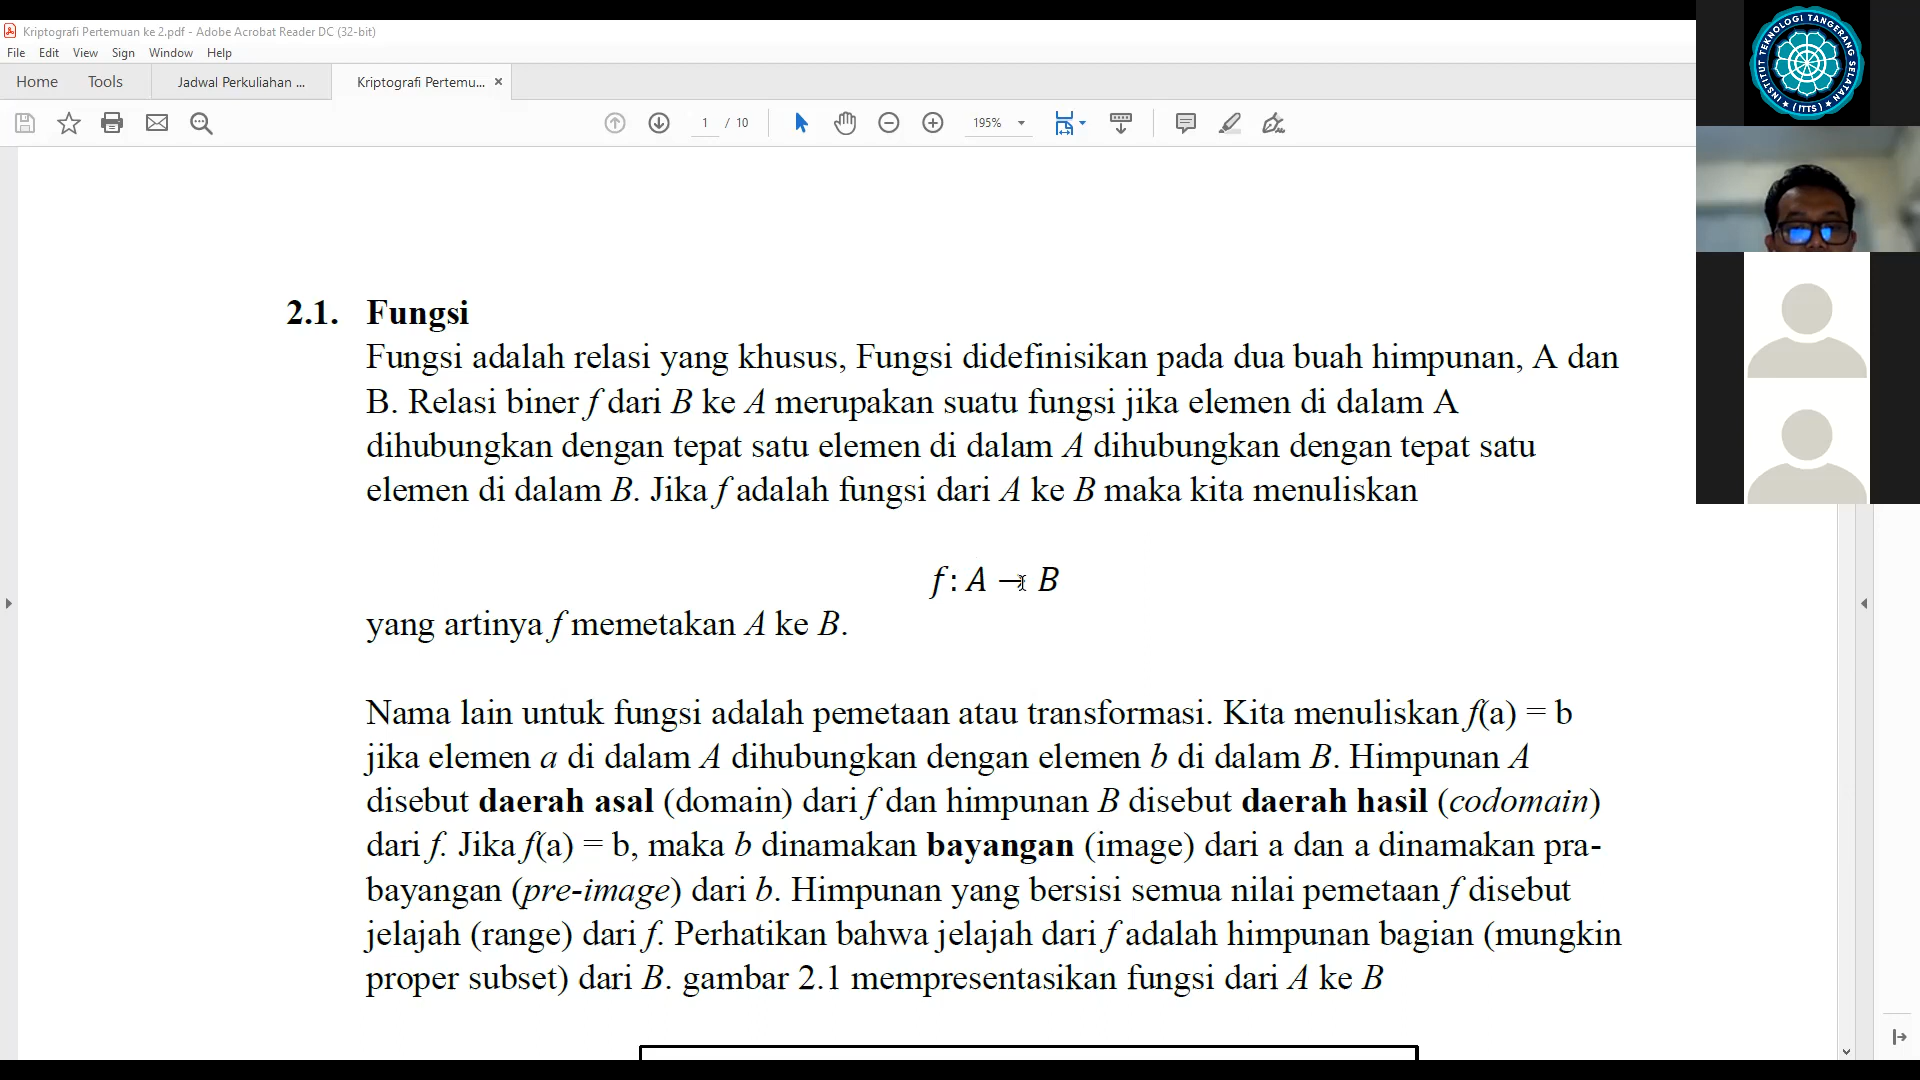 Kriptografi Pertemuan ke 2.pdf - Adobe Acrobat Reader DC (32-bit)
File Edit View Sign Window Help
Home Tools Jadwal Perkuliahan ... Kriptografi Pertemu... ×
1 / 10 195%
INSTITUT TEKNOLOGI TANGERANG SELATAN
(ITTS)
2.1. Fungsi
Fungsi adalah relasi yang khusus, Fungsi didefinisikan pada dua buah himpunan, A dan
B. Relasi biner f dari B ke A merupakan suatu fungsi jika elemen di dalam A
dihubungkan dengan tepat satu elemen di dalam A dihubungkan dengan tepat satu
elemen di dalam B. Jika f adalah fungsi dari A ke B maka kita menuliskan
f: A → B
yang artinya f memetakan A ke B.
Nama lain untuk fungsi adalah pemetaan atau transformasi. Kita menuliskan f(a) = b
jika elemen a di dalam A dihubungkan dengan elemen b di dalam B. Himpunan A
disebut daerah asal (domain) dari f dan himpunan B disebut daerah hasil (codomain)
dari f. Jika f(a) = b, maka b dinamakan bayangan (image) dari a dan a dinamakan pra-
bayangan (pre-image) dari b. Himpunan yang bersisi semua nilai pemetaan f disebut
jelajah (range) dari f. Perhatikan bahwa jelajah dari f adalah himpunan bagian (mungkin
proper subset) dari B. gambar 2.1 mempresentasikan fungsi dari A ke B